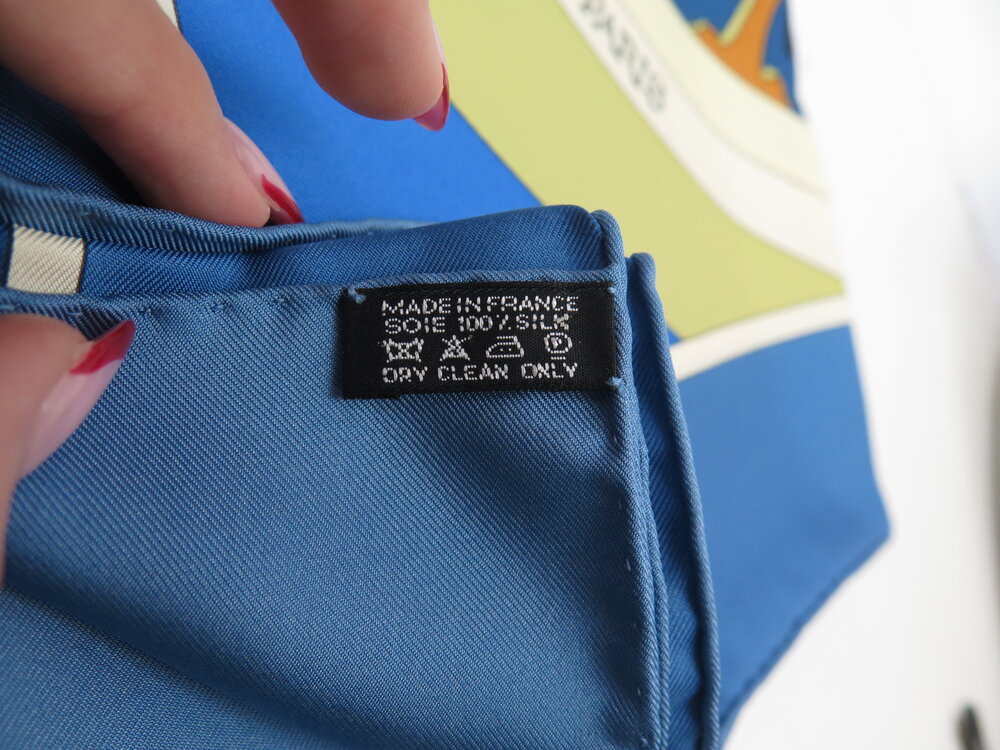 PARIS
MADE IN FRANCE
SOIE 100% SILK
DRY CLEAN ONLY